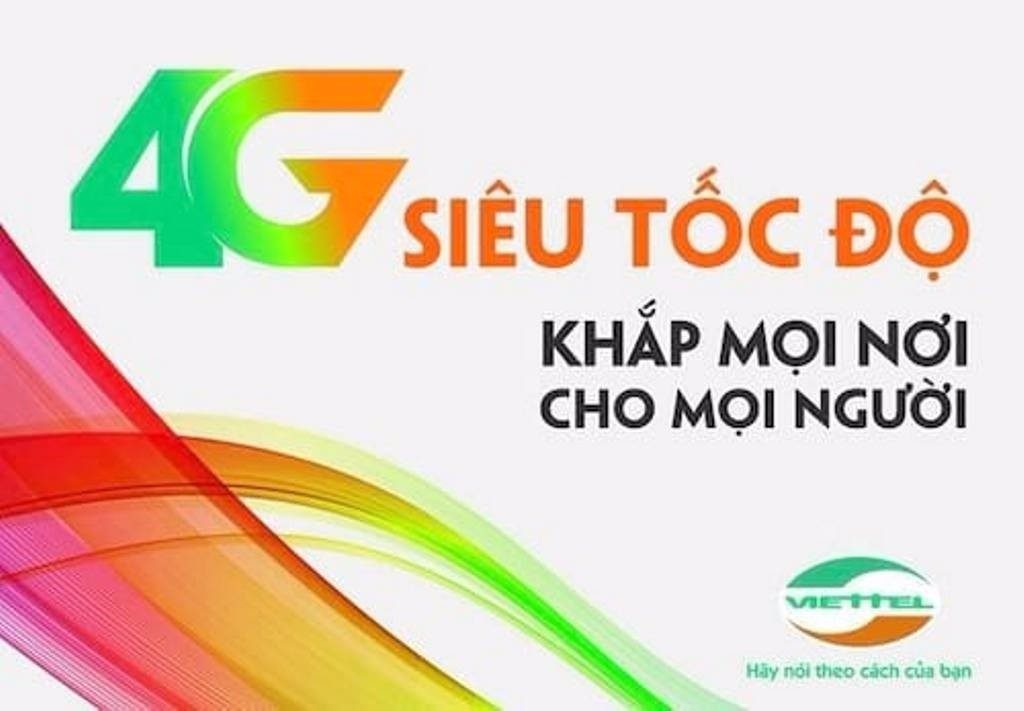 4G SIÊU TỐC ĐỘ
KHẮP MỌI NƠI
CHO MỌI NGƯỜI
VIETTEL
Hãy nói theo cách của bạn